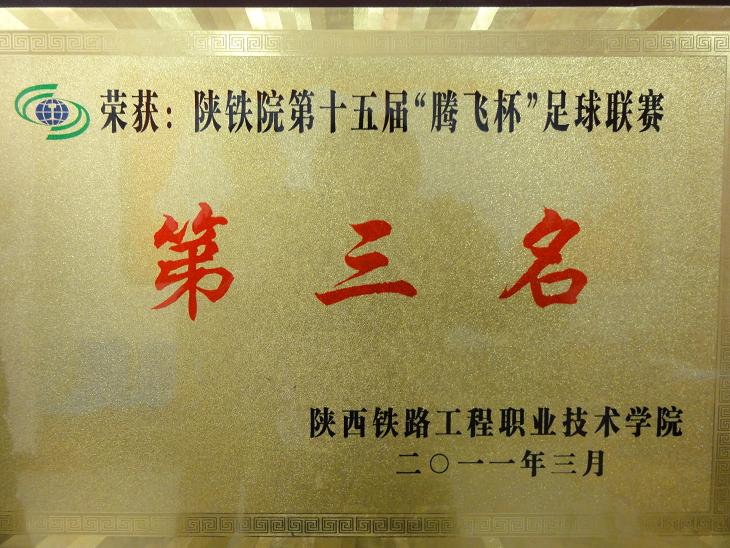 荣获：陕铁院第十五届“腾飞杯”足球联赛
第三名
陕西铁路工程职业技术学院
二〇一一年三月